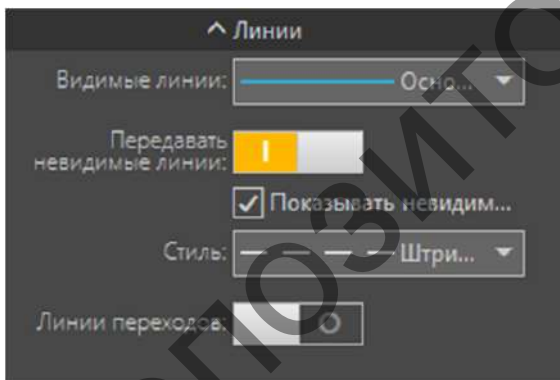 Линии
Видимые линии: Осно...
Передавать
невидимые линии:
Показывать невидим...
Стиль: Штри...
Линии переходов: